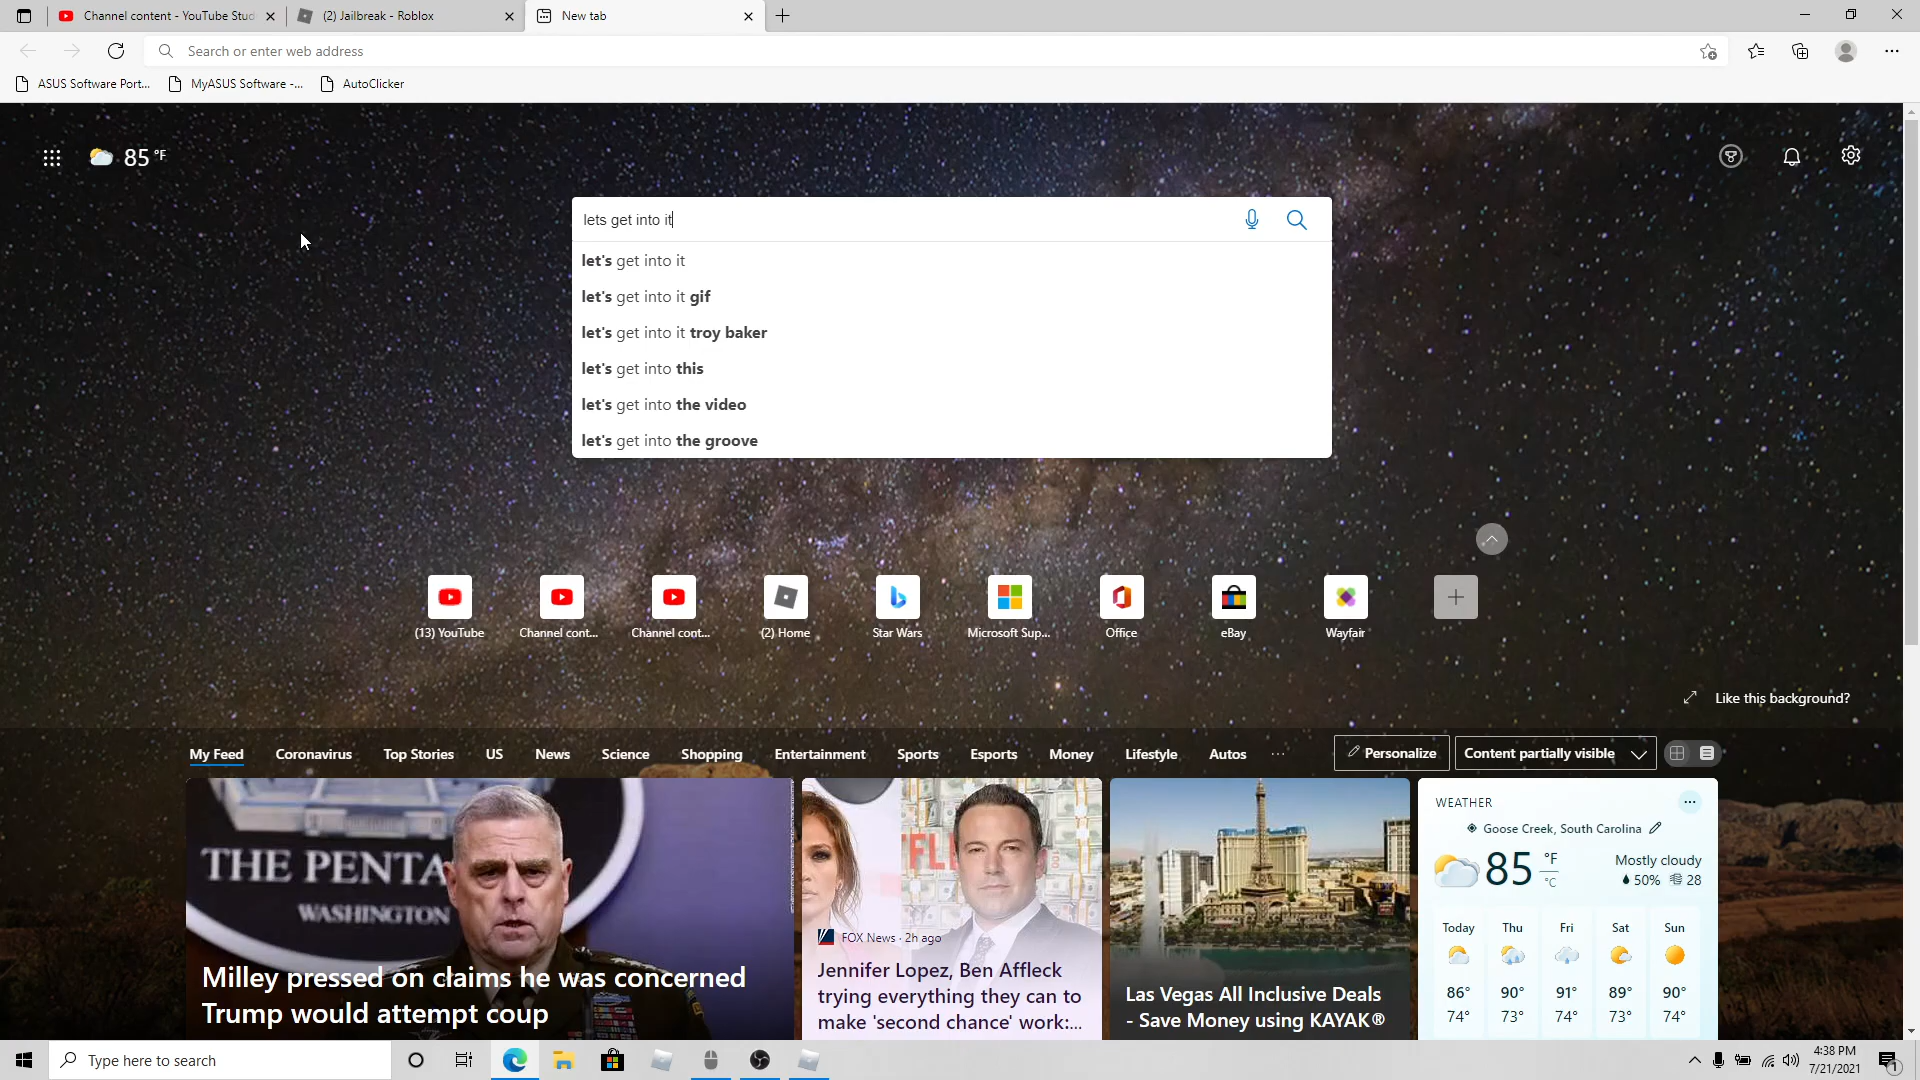 Channel content - YouTube Stud
(2) Jailbreak - Roblox
New tab
Search or enter web address
ASUS Software Port...
MyASUS Software -...
AutoClicker
85 °F
lets get into it
let's get into it
let's get into it gif
let's get into it troy baker
let's get into this
let's get into the video
let's get into the groove
(13) YouTube
Channel cont...
Channel cont...
(2) Home
Star Wars
Microsoft Sup...
Office
eBay
Wayfair
Like this background?
My Feed
Coronavirus
Top Stories
US
News
Science
Shopping
Entertainment
Sports
Esports
Money
Lifestyle
Autos
...
Personalize
Content partially visible
THE PENTA
WASHINGTON
Milley pressed on claims he was concerned
Trump would attempt coup
FOX News · 2h ago
Jennifer Lopez, Ben Affleck
trying everything they can to
make 'second chance' work:...
Las Vegas All Inclusive Deals
- Save Money using KAYAK®
WEATHER
Goose Creek, South Carolina
85 °F
°C
Mostly cloudy
50% 28
Today Thu Fri Sat Sun
86° 90° 91° 89° 90°
74° 73° 74° 73° 74°
Type here to search
4:38 PM
7/21/2021
1